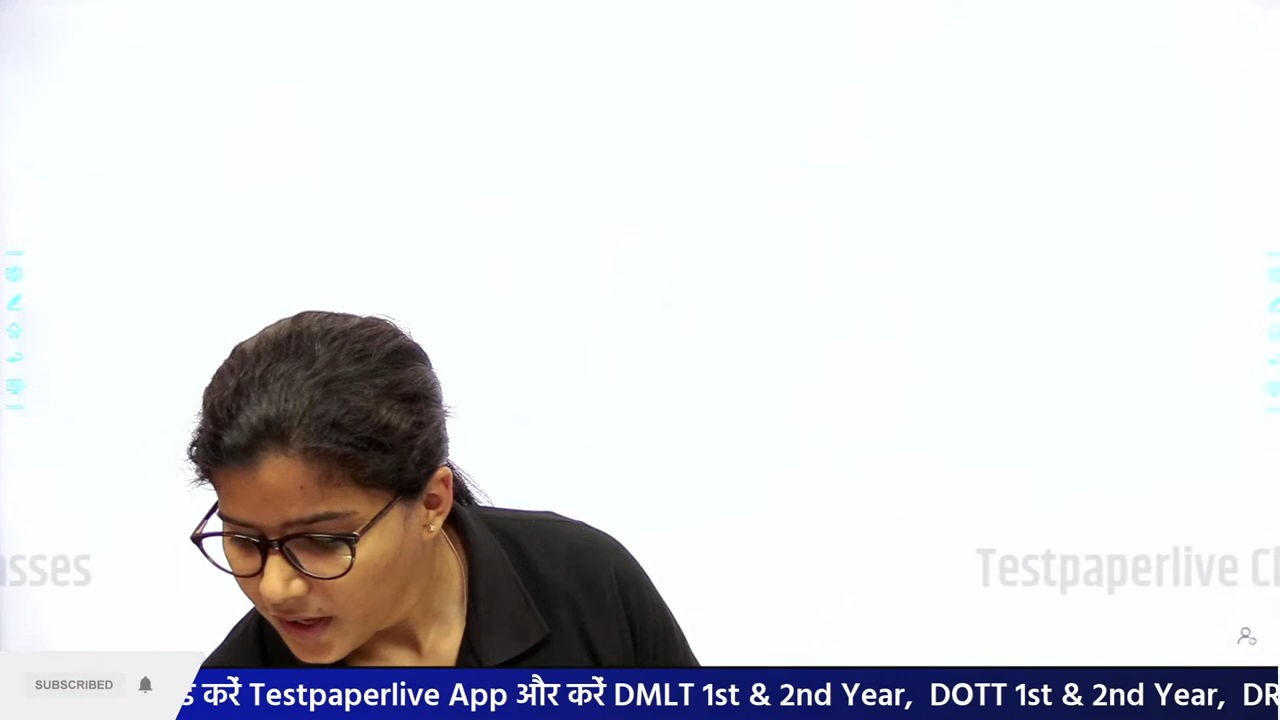 asses
Testpaperlive Cl
SUBSCRIBED
ड करें Testpaperlive App और करें DMLT 1st & 2nd Year, DOTT 1st & 2nd Year, DR